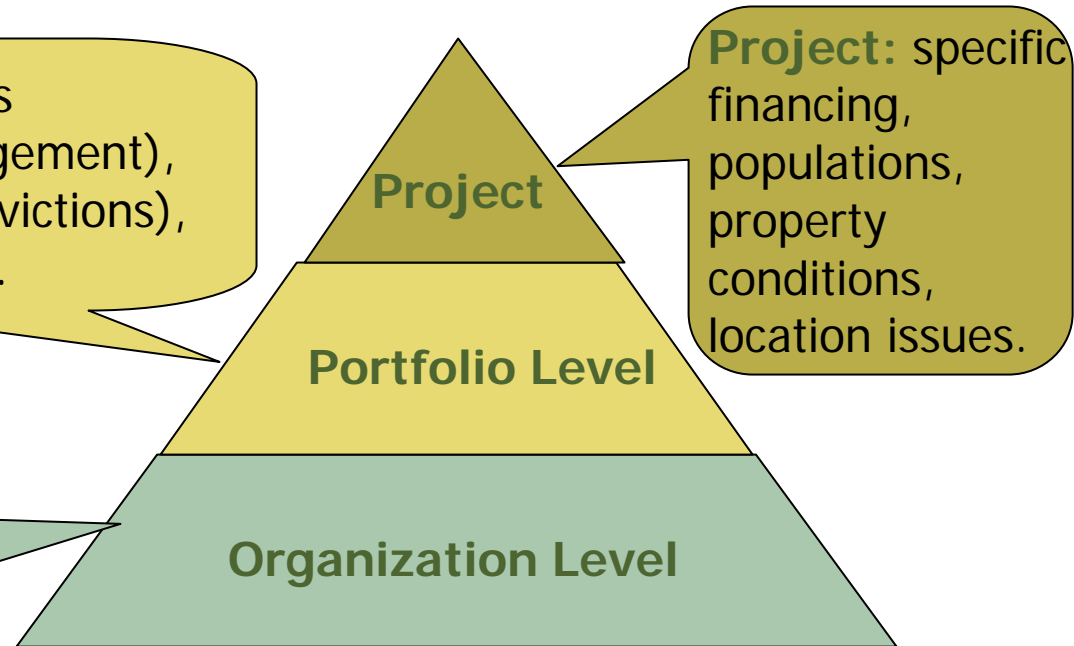 gement),
victions),
Project
Portfolio Level
Organization Level
Project: specific
financing,
populations,
property
conditions,
location issues.